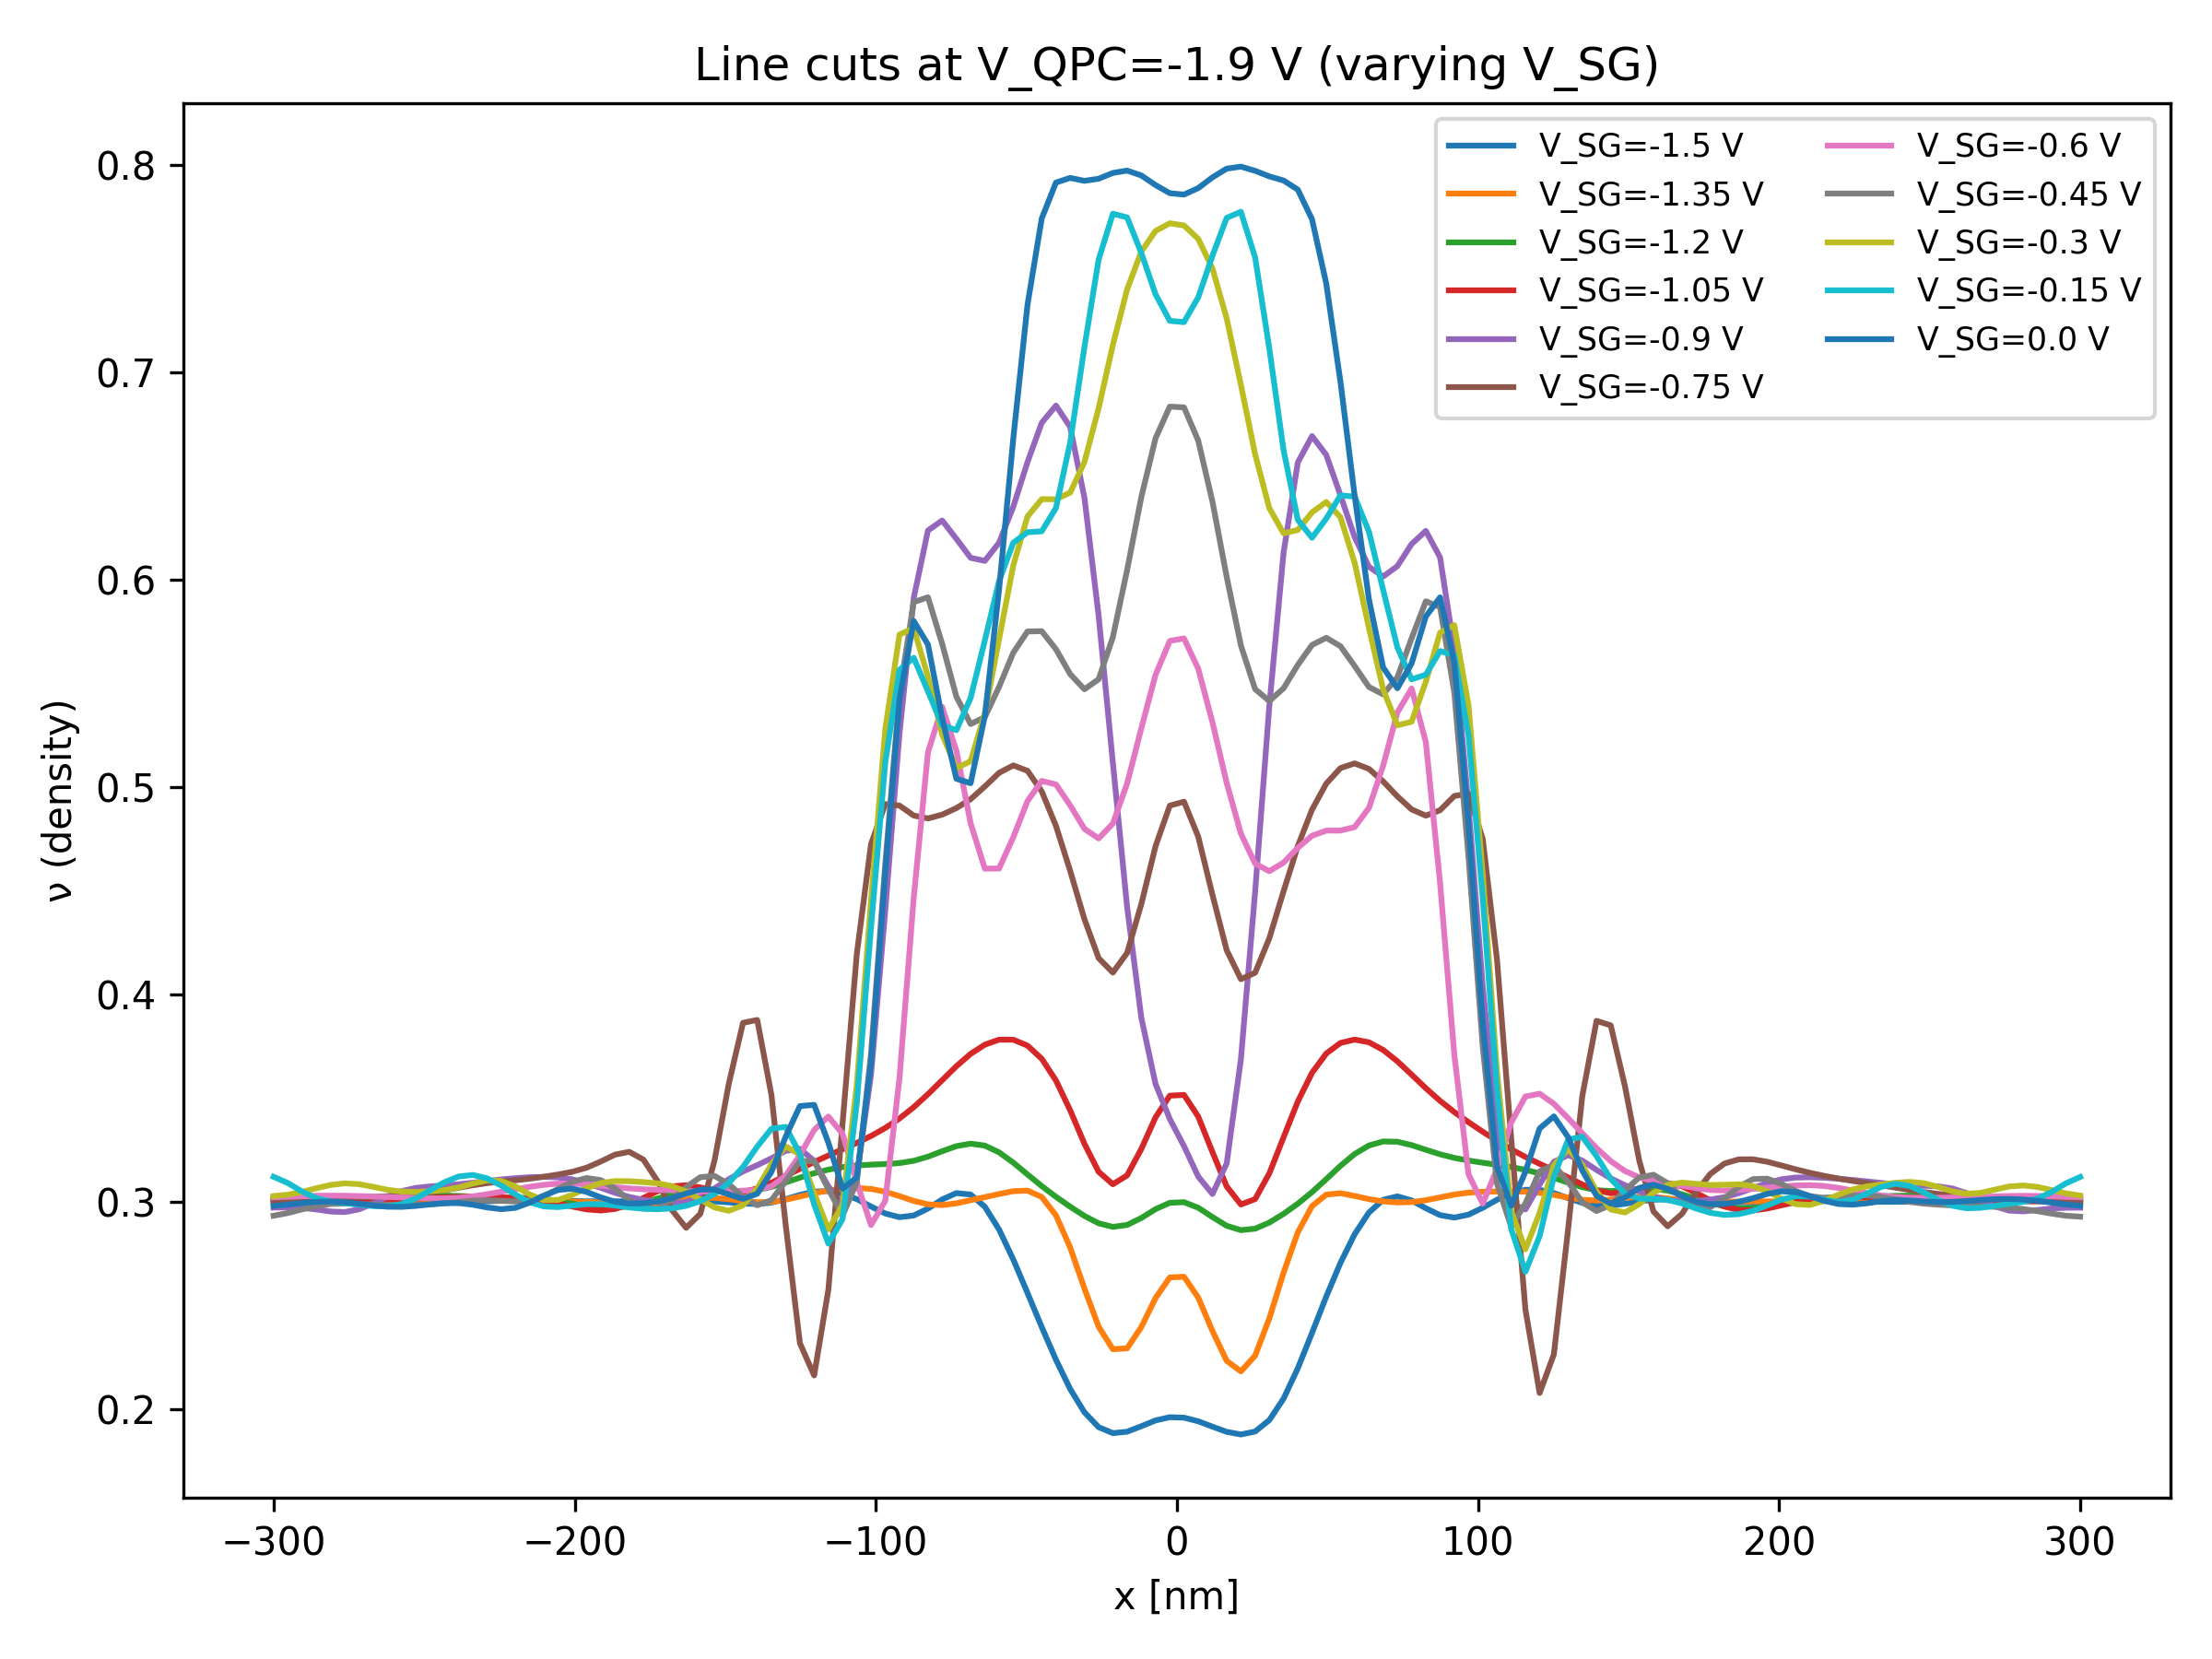 Line cuts at V_QPC=-1.9 V (varying V_SG)
V_SG=-1.5 V
V_SG=-1.35 V
V_SG=-1.2 V
V_SG=-1.05 V
V_SG=-0.9 V
V_SG=-0.75 V
V_SG=-0.6 V
V_SG=-0.45 V
V_SG=-0.3 V
V_SG=-0.15 V
V_SG=0.0 V
0.8
0.7
0.6
0.5
0.4
0.3
0.2
ν (density)
−300
−200
−100
0
100
200
300
x [nm]